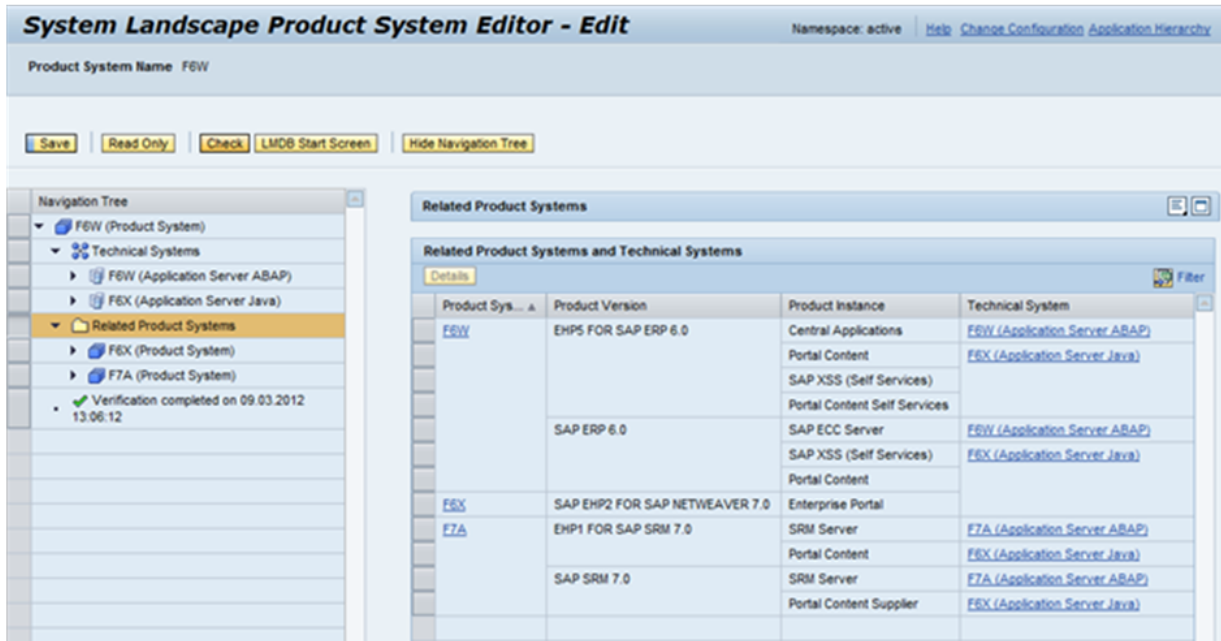 System Landscape Product System Editor - Edit
Namespace: active Help Change Configuration Application Hierarchy
Product System Name F6W
Save Read Only Check LMDB Start Screen Hide Navigation Tree
Navigation Tree
F6W (Product System)
Technical Systems
F6W (Application Server ABAP)
F6X (Application Server Java)
Related Product Systems
F6X (Product System)
F7A (Product System)
Verification completed on 09.03.2012
13:06:12
Related Product Systems
Related Product Systems and Technical Systems
Details Filter
Product Sys... Product Version Product Instance Technical System
F6W EHP5 FOR SAP ERP 6.0 Central Applications F6W (Application Server ABAP)
Portal Content F6X (Application Server Java)
SAP XSS (Self Services)
Portal Content Self Services
SAP ERP 6.0 SAP ECC Server F6W (Application Server ABAP)
SAP XSS (Self Services) F6X (Application Server Java)
Portal Content
F6X SAP EHP2 FOR SAP NETWEAVER 7.0 Enterprise Portal
F7A EHP1 FOR SAP SRM 7.0 SRM Server F7A (Application Server ABAP)
Portal Content F6X (Application Server Java)
SAP SRM 7.0 SRM Server F7A (Application Server ABAP)
Portal Content Supplier F6X (Application Server Java)